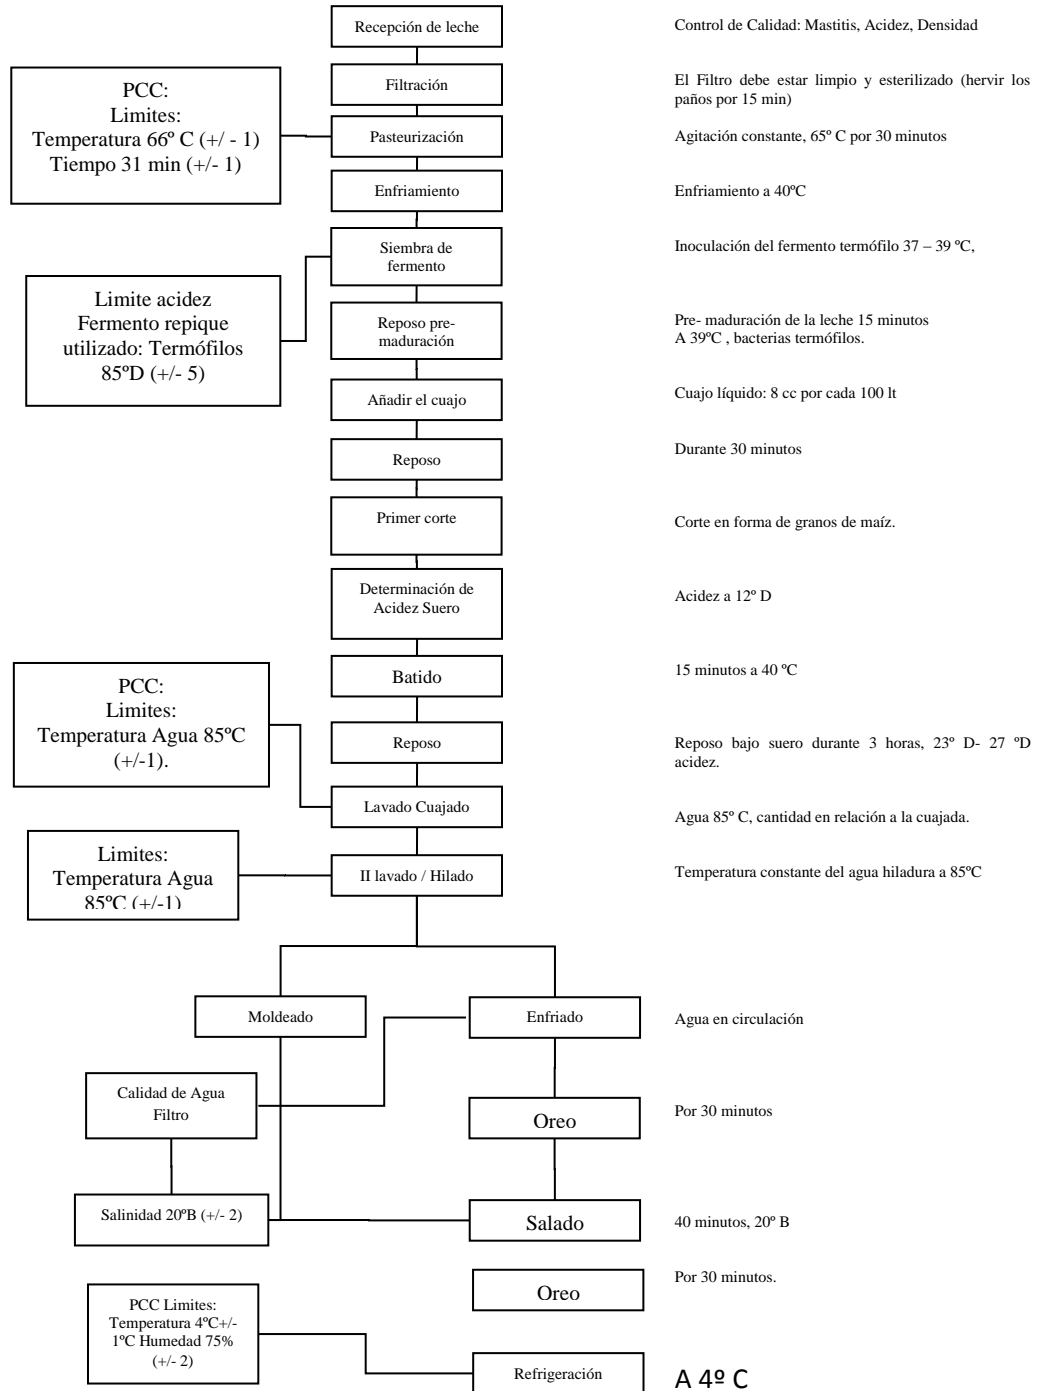 Recepción de leche
Control de Calidad: Mastitis, Acidez, Densidad
PCC:
Limites:
Temperatura 66º C (+/ - 1)
Tiempo 31 min (+/- 1)
Filtración
El Filtro debe estar limpio y esterilizado (hervir los
paños por 15 min)
Pasteurización
Agitación constante, 65º C por 30 minutos
Enfriamiento
Enfriamiento a 40ºC
Siembra de
fermento
Inoculación del fermento termófilo 37 – 39 ºC,
Limite acidez
Fermento repique
utilizado: Termófilos
85ºD (+/- 5)
Reposo pre-
maduración
Pre- maduración de la leche 15 minutos
A 39ºC , bacterias termófilos.
Añadir el cuajo
Cuajo líquido: 8 cc por cada 100 lt
Reposo
Durante 30 minutos
Primer corte
Corte en forma de granos de maíz.
Determinación de
Acidez Suero
Acidez a 12º D
Batido
15 minutos a 40 ºC
PCC:
Limites:
Temperatura Agua 85ºC
(+/-1).
Reposo
Reposo bajo suero durante 3 horas, 23º D- 27 ºD
acidez.
Lavado Cuajado
Agua 85º C, cantidad en relación a la cuajada.
Limites:
Temperatura Agua
85ºC (+/-1)
II lavado / Hilado
Temperatura constante del agua hiladura a 85ºC
Moldeado
Enfriado
Agua en circulación
Calidad de Agua
Filtro
Oreo
Por 30 minutos
Salinidad 20ºB (+/- 2)
Salado
40 minutos, 20º B
Oreo
Por 30 minutos.
PCC Limites:
Temperatura 4ºC+/-
1ºC Humedad 75%
(+/- 2)
Refrigeración
A 4º C